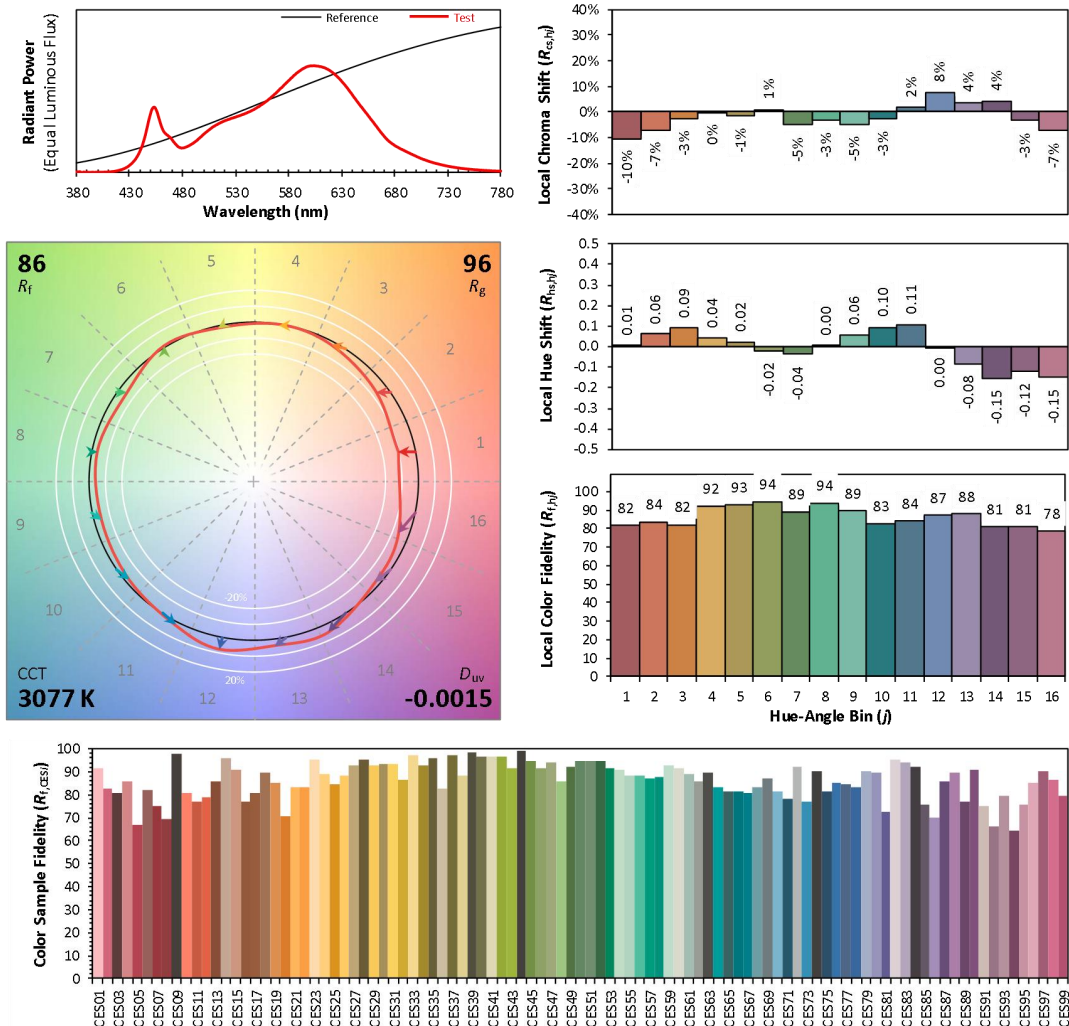 Reference Test
Radiant Power
(Equal Luminous Flux)
380 430 480 530 580 630 680 730 780
Wavelength (nm)
Local Chroma Shift (Rcs,hj)
40%
30%
20%
10%
0%
-10%
-20%
-30%
-40%
-10% -7% -3% 0% -1% 1% -5% -3% -5% -3% 2% 8% 4% 4% -3% -7%
86
Rf
96
Rg
1 2 3 4 5 6 7 8 9 10 11 12 13 14 15 16
-20%
20%
CCT
3077 K
Duv
-0.0015
Local Hue Shift (Rhs,hj)
0.5
0.4
0.3
0.2
0.1
0.0
-0.1
-0.2
-0.3
-0.4
-0.5
0.01 0.06 0.09 0.04 0.02 -0.02 -0.04 0.00 0.06 0.10 0.11 0.00 -0.08 -0.15 -0.12 -0.15
Local Color Fidelity (Rf,hj)
100
90
80
70
60
50
40
30
20
10
0
82 84 82 92 93 94 89 94 89 83 84 87 88 81 81 78
1 2 3 4 5 6 7 8 9 10 11 12 13 14 15 16
Hue-Angle Bin (j)
Color Sample Fidelity (Rf,CESi)
100
90
80
70
60
50
40
30
20
10
0
CES01 CES03 CES05 CES07 CES09 CES11 CES13 CES15 CES17 CES19 CES21 CES23 CES25 CES27 CES29 CES31 CES33 CES35 CES37 CES39 CES41 CES43 CES45 CES47 CES49 CES51 CES53 CES55 CES57 CES59 CES61 CES63 CES65 CES67 CES69 CES71 CES73 CES75 CES77 CES79 CES81 CES83 CES85 CES87 CES89 CES91 CES93 CES95 CES97 CES99